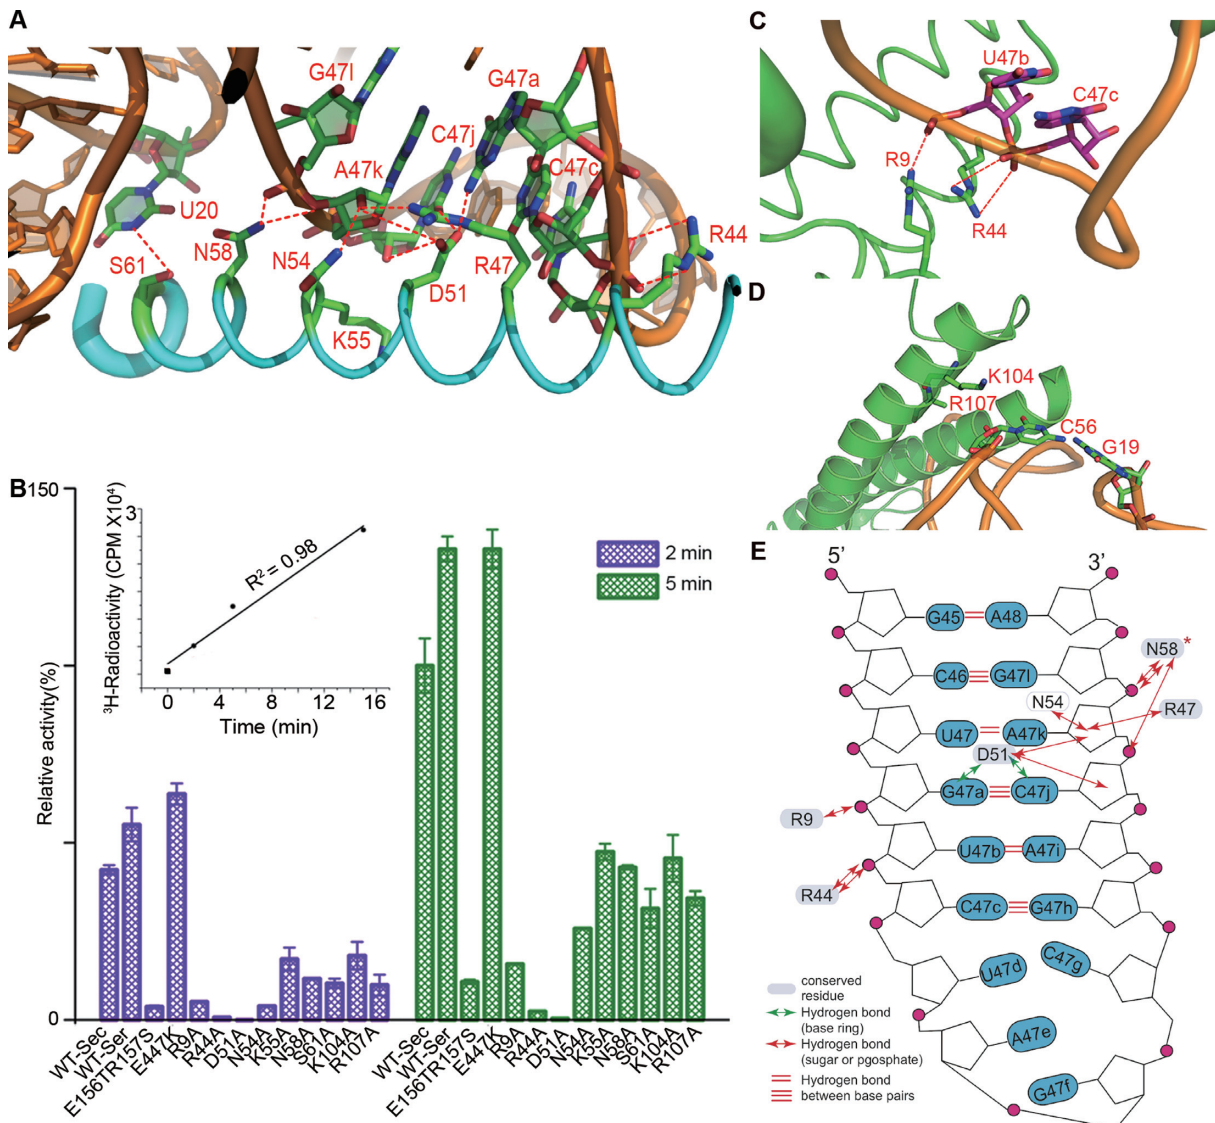 A
G47l
G47a
C47j
A47k
C47c
U20
N58
N54
R44
S61
R47
D51
K55
C
U47b
C47c
R9
R44
D
K104
R107
C56
G19
B
150
Relative activity(%)
0
3
³H-Radioactivity (CPM X10⁴)
R² = 0.98
0 4 8 12 16
Time (min)
2 min
5 min
WT-Sec
WT-Ser
E156TR157S
E447K
R9A
R44A
D51A
N54A
K55A
N58A
S61A
K104A
R107A
WT-Sec
WT-Ser
E156TR157S
E447K
R9A
R44A
D51A
N54A
K55A
N58A
S61A
K104A
R107A
E
5’ 3’
G45 A48
N58 *
C46 G47l
N54 R47
U47 A47k
D51
G47a C47j
R9
U47b A47i
R44
C47c G47h
U47d C47g
A47e
G47f
conserved
residue
Hydrogen bond
(base ring)
Hydrogen bond
(sugar or pgosphate)
Hydrogen bond
between base pairs